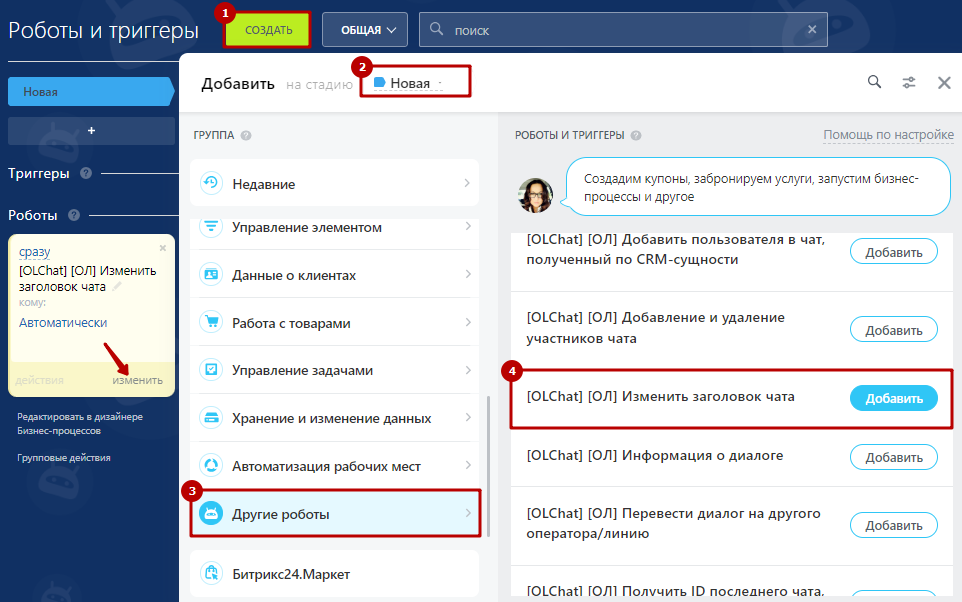 Роботы и триггеры
1
СОЗДАТЬ
ОБЩАЯ
поиск
Новая
+
Триггеры ?
Роботы ?
сразу
[OLChat] [ОЛ] Изменить
заголовок чата
кому:
Автоматически
действия изменить
Редактировать в дизайнере
Бизнес-процессов
Групповые действия
Добавить на стадию
2
Новая
ГРУППА ?
Недавние
Управление элементом
Данные о клиентах
Работа с товарами
Управление задачами
Хранение и изменение данных
Автоматизация рабочих мест
3
Другие роботы
Битрикс24.Маркет
РОБОТЫ И ТРИГГЕРЫ ?
Помощь по настройке
Создадим купоны, забронируем услуги, запустим бизнес-
процессы и другое
[OLChat] [ОЛ] Добавить пользователя в чат,
полученный по CRM-сущности
Добавить
[OLChat] [ОЛ] Добавление и удаление
участников чата
Добавить
4
[OLChat] [ОЛ] Изменить заголовок чата
Добавить
[OLChat] [ОЛ] Информация о диалоге
Добавить
[OLChat] [ОЛ] Перевести диалог на другого
оператора/линию
Добавить
[OLChat] [ОЛ] Получить ID последнего чата,